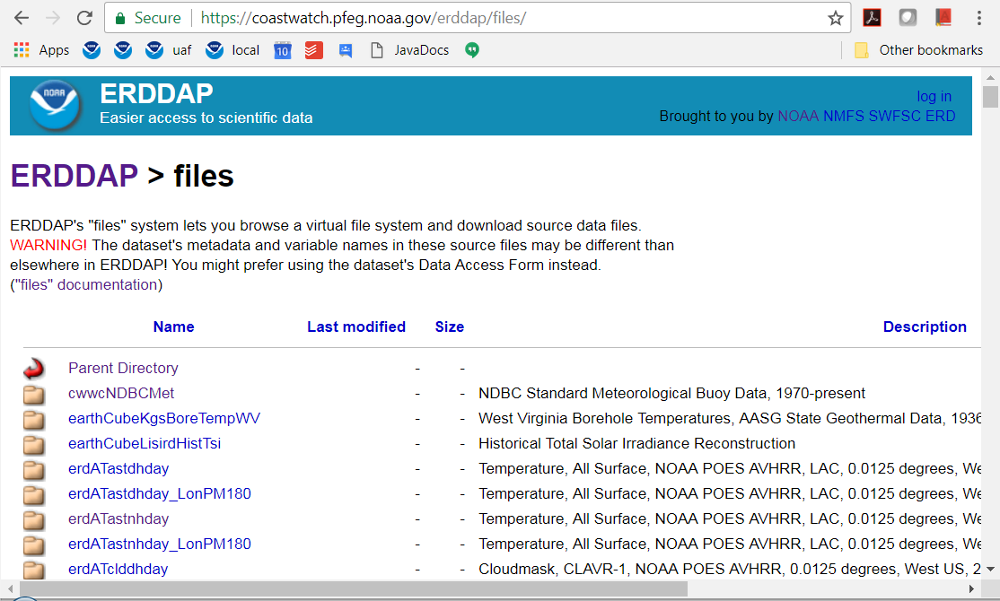 Secure https://coastwatch.pfeg.noaa.gov/erddap/files/
Apps uaf local 10 JavaDocs Other bookmarks
NOAA ERDDAP
log in
Easier access to scientific data
Brought to you by NOAA NMFS SWFSC ERD
ERDDAP > files
ERDDAP's "files" system lets you browse a virtual file system and download source data files.
WARNING! The dataset's metadata and variable names in these source files may be different than
elsewhere in ERDDAP! You might prefer using the dataset's Data Access Form instead.
("files" documentation)
Name Last modified Size Description
Parent Directory - -
cwwcNDBCMet - - NDBC Standard Meteorological Buoy Data, 1970-present
earthCubeKgsBoreTempWV - - West Virginia Borehole Temperatures, AASG State Geothermal Data, 1936
earthCubeLisirdHistTsi - - Historical Total Solar Irradiance Reconstruction
erdATastdhday - - Temperature, All Surface, NOAA POES AVHRR, LAC, 0.0125 degrees, We
erdATastdhday_LonPM180 - - Temperature, All Surface, NOAA POES AVHRR, LAC, 0.0125 degrees, We
erdATastnhday - - Temperature, All Surface, NOAA POES AVHRR, LAC, 0.0125 degrees, We
erdATastnhday_LonPM180 - - Temperature, All Surface, NOAA POES AVHRR, LAC, 0.0125 degrees, We
erdATclddhday - - Cloudmask, CLAVR-1, NOAA POES AVHRR, 0.0125 degrees, West US, 2